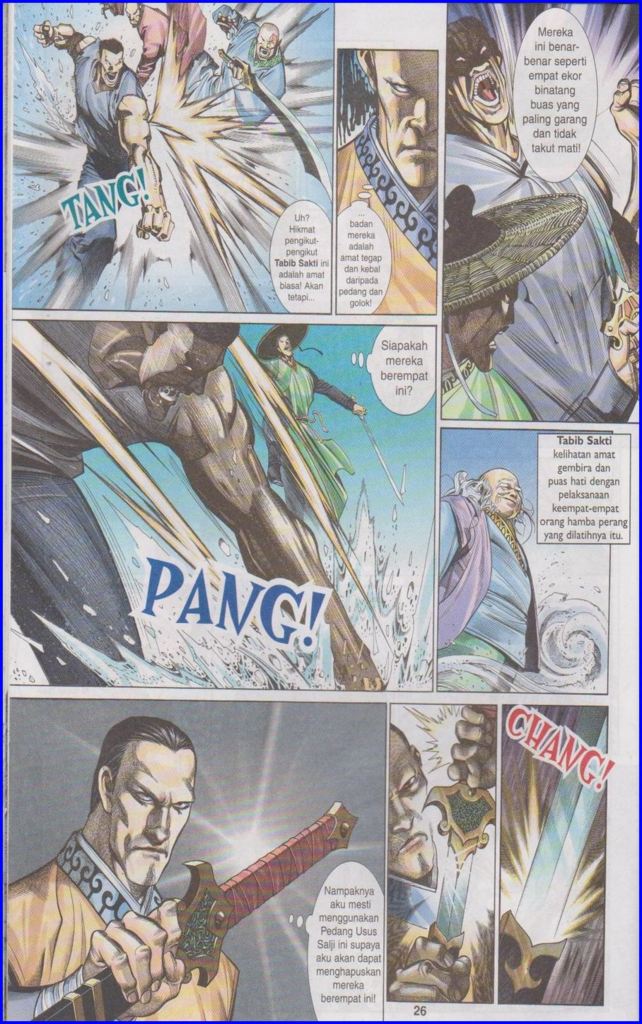 TANG!
Uh?
Hikmat
pengikut-
pengikut
Tabib Sakti ini
adalah amat
biasa! Akan
tetapi...
...
badan
mereka
adalah
amat tegap
dan kebal
daripada
pedang dan
golok!
Mereka
ini benar-
benar seperti
empat ekor
binatang
buas yang
paling garang
dan tidak
takut mati!
Siapakah
mereka
berempat
ini?
PANG!
Tabib Sakti
kelihatan amat
gembira dan
puas hati dengan
pelaksanaan
keempat-empat
orang hamba perang
yang dilatihnya itu.
Nampaknya
aku mesti
menggunakan
Pedang Usus
Salji ini supaya
aku akan dapat
menghapuskan
mereka
berempat ini!
CHANG!
26